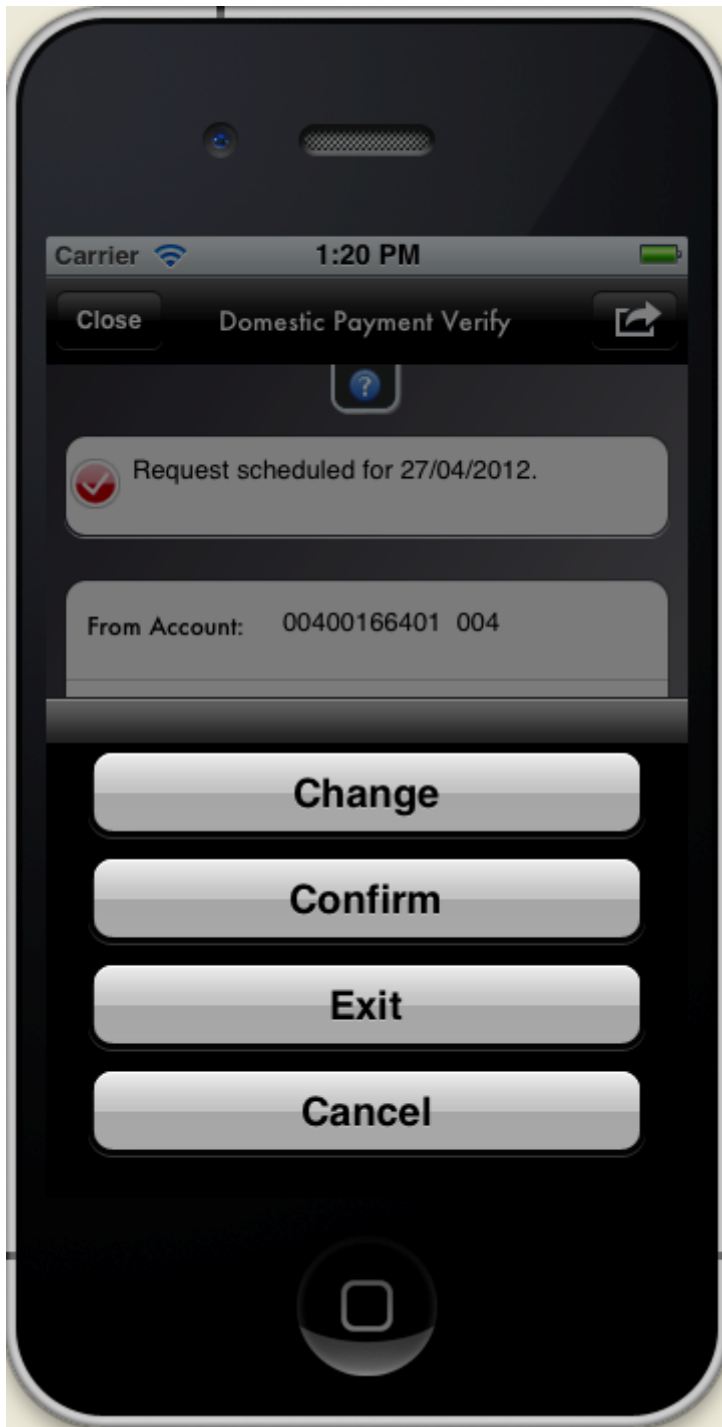 Carrier 1:20 PM
Close Domestic Payment Verify
?
Request scheduled for 27/04/2012.
From Account: 00400166401 004
Change
Confirm
Exit
Cancel